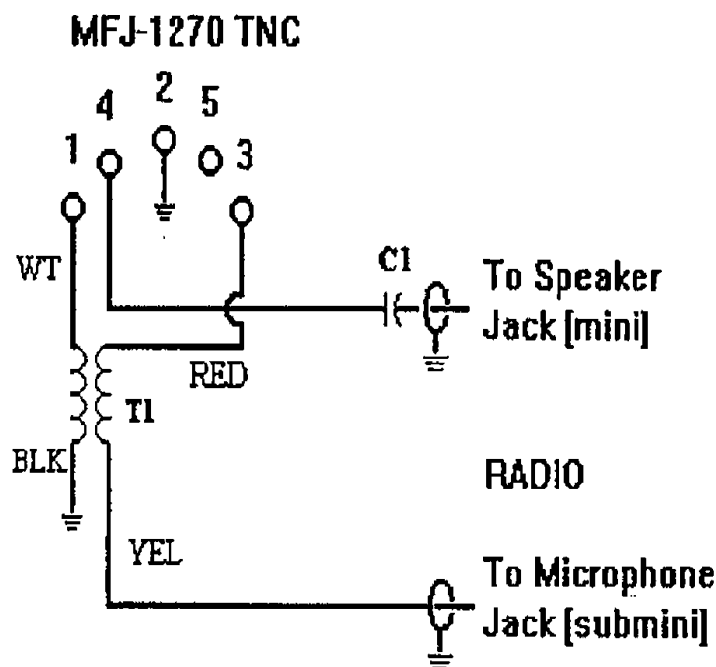 MFJ-1270 TNC
2
4
5
1
3
WT
C1
To Speaker
Jack [mini]
RED
T1
BLK
RADIO
YEL
To Microphone
Jack [submini]